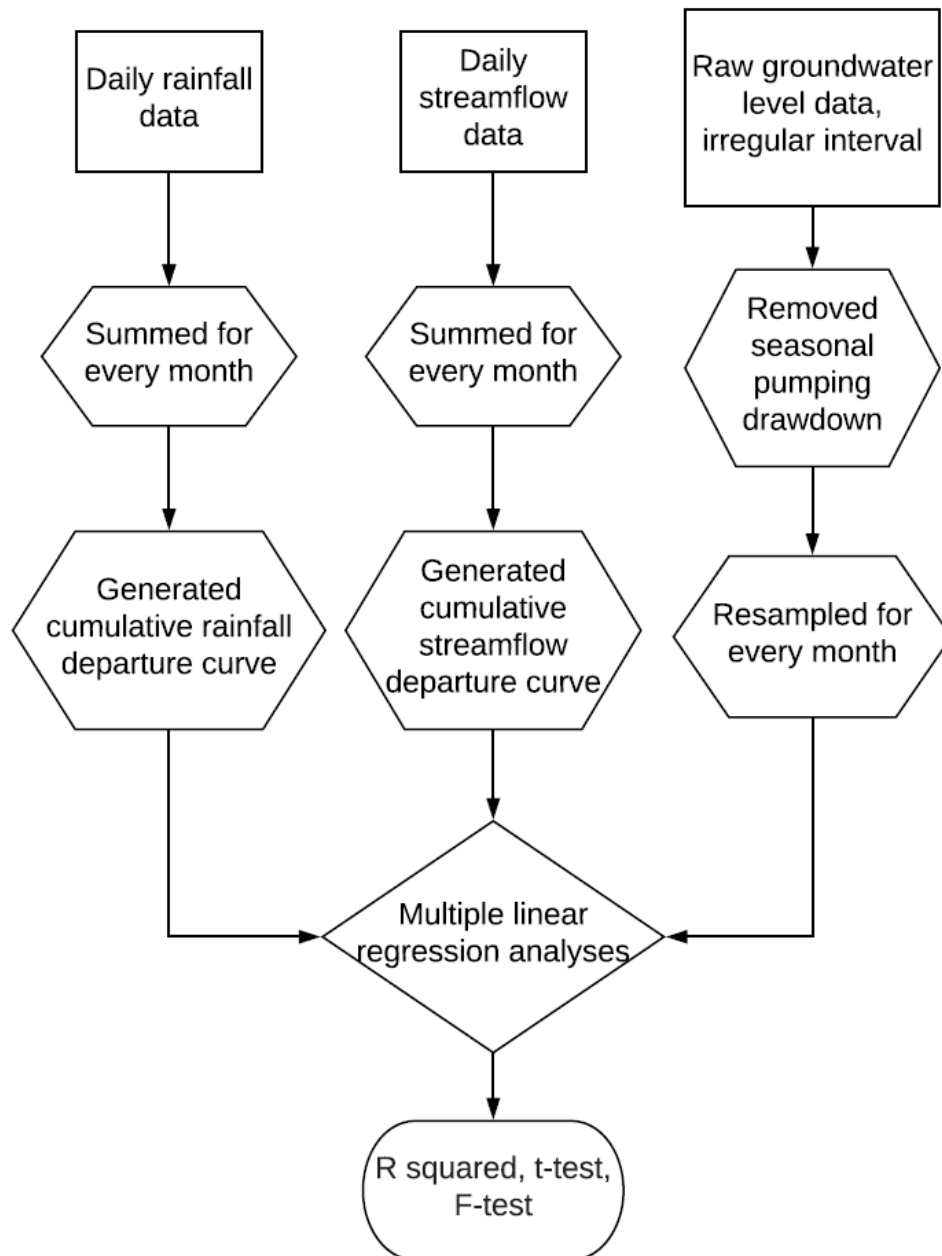 Daily rainfall
data
Daily
streamflow
data
Raw groundwater
level data,
irregular interval
Summed for
every month
Summed for
every month
Removed
seasonal
pumping
drawdown
Generated
cumulative rainfall
departure curve
Generated
cumulative
streamflow
departure curve
Resampled for
every month
Multiple linear
regression analyses
R squared, t-test,
F-test